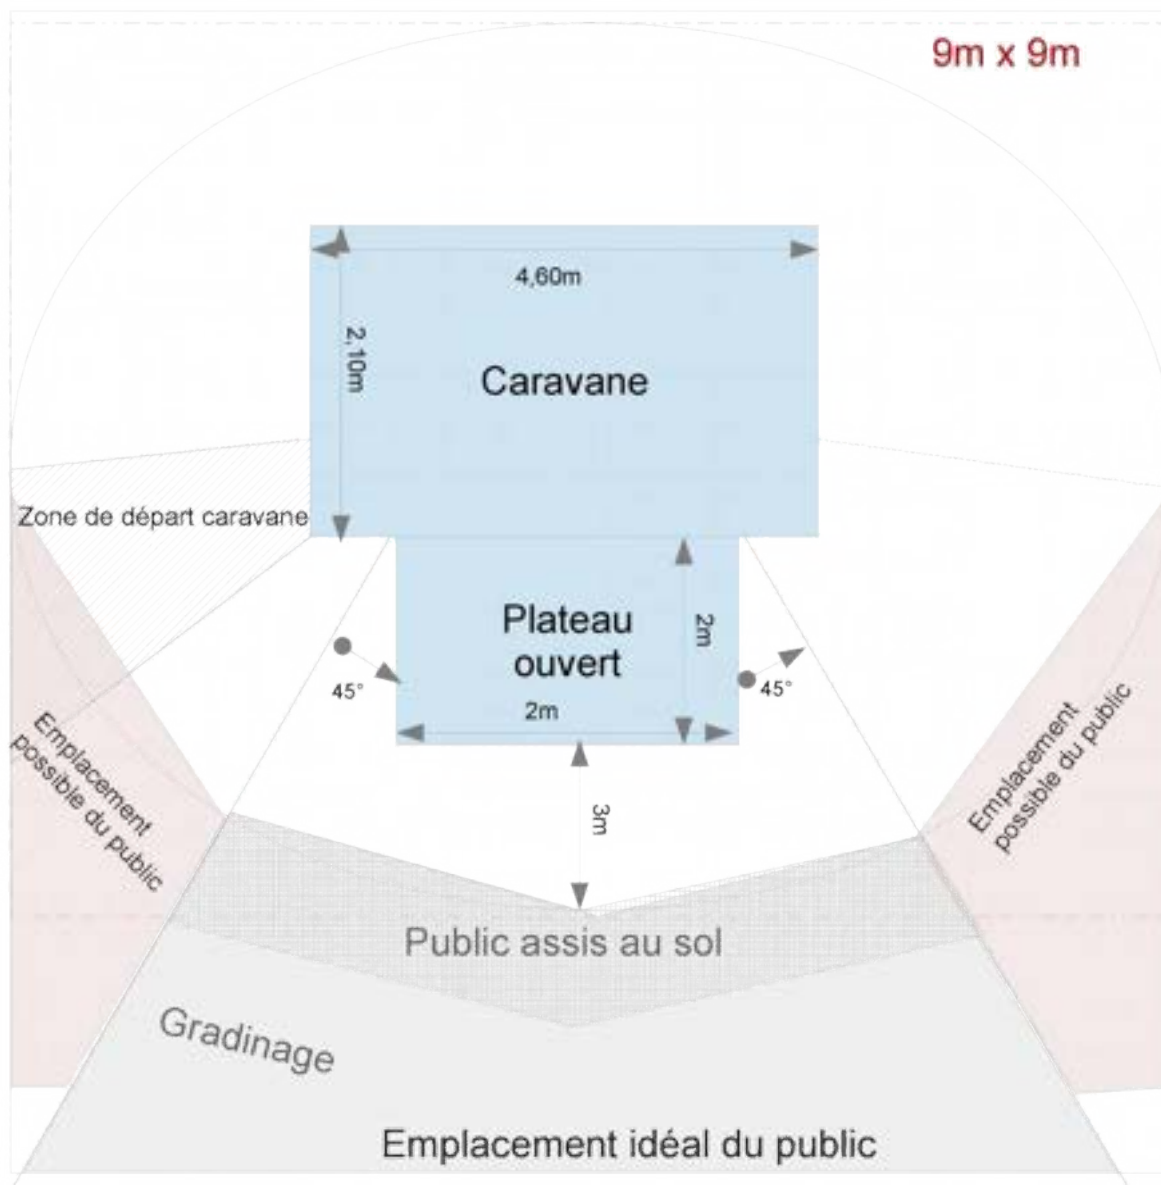 9m x 9m
4,60m
2,10m
Caravane
Zone de départ caravane
Plateau
ouvert
2m
45°
45°
2m
3m
Emplacement
possible du public
Emplacement
possible du public
Public assis au sol
Gradinage
Emplacement idéal du public